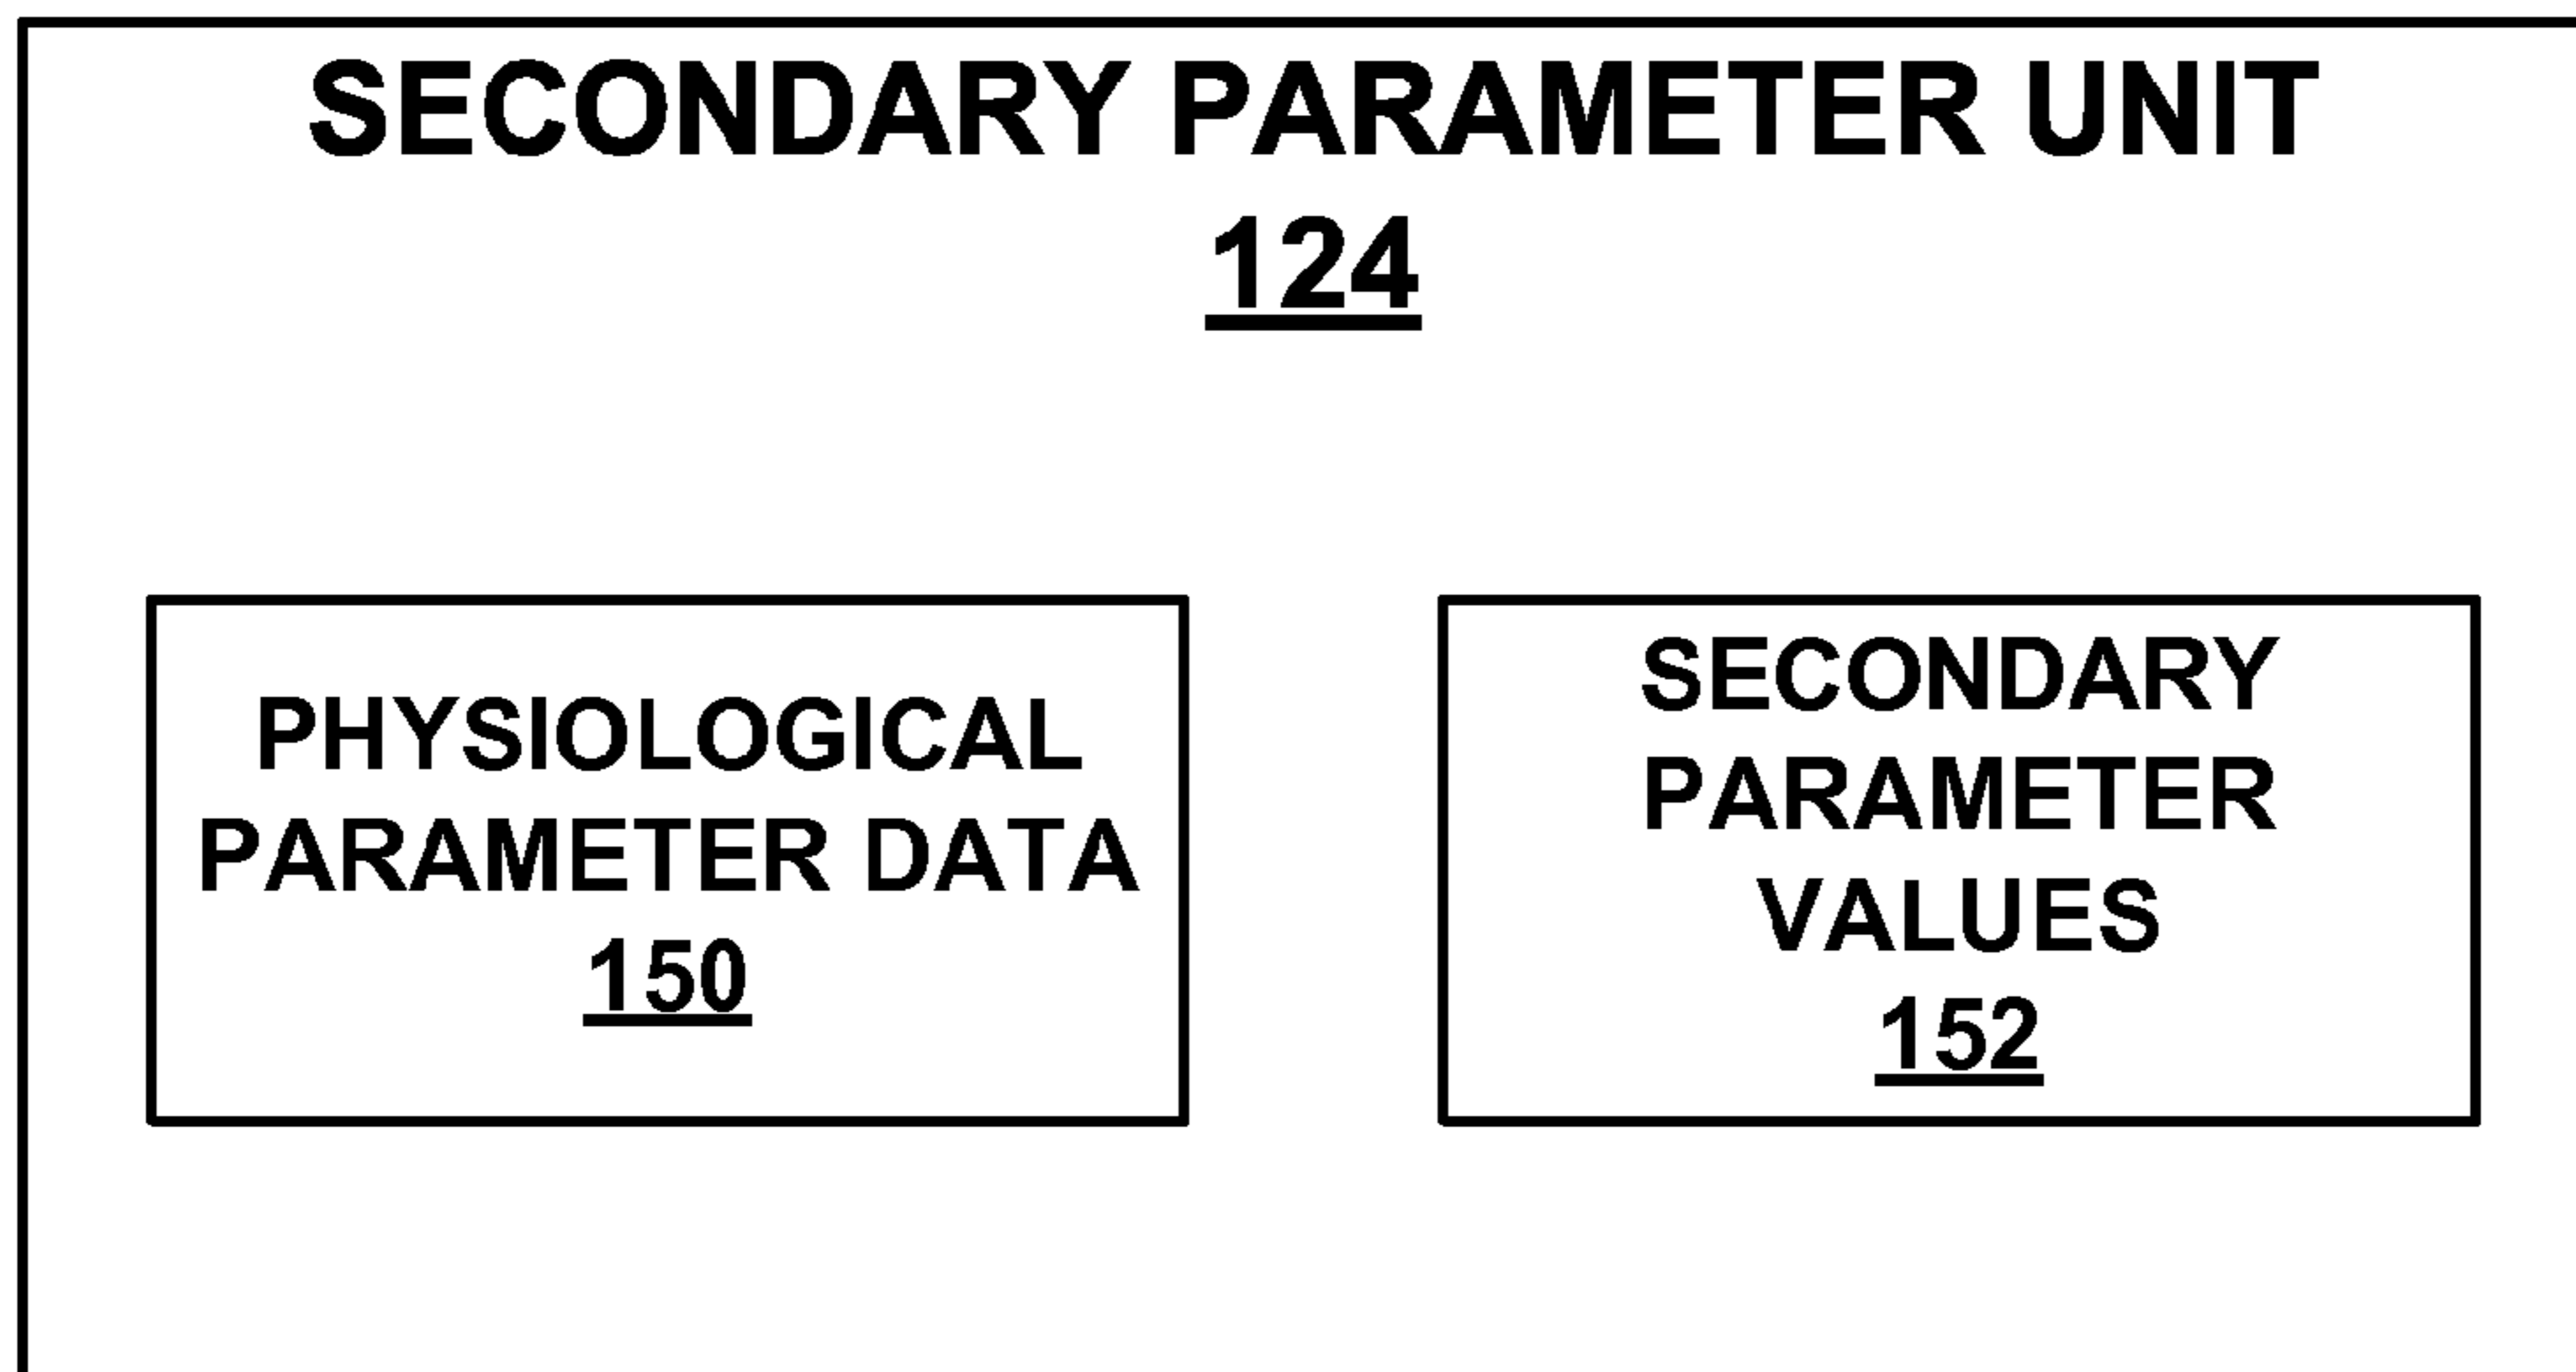 SECONDARY PARAMETER UNIT
124
PHYSIOLOGICAL
PARAMETER DATA
150
SECONDARY
PARAMETER
VALUES
152